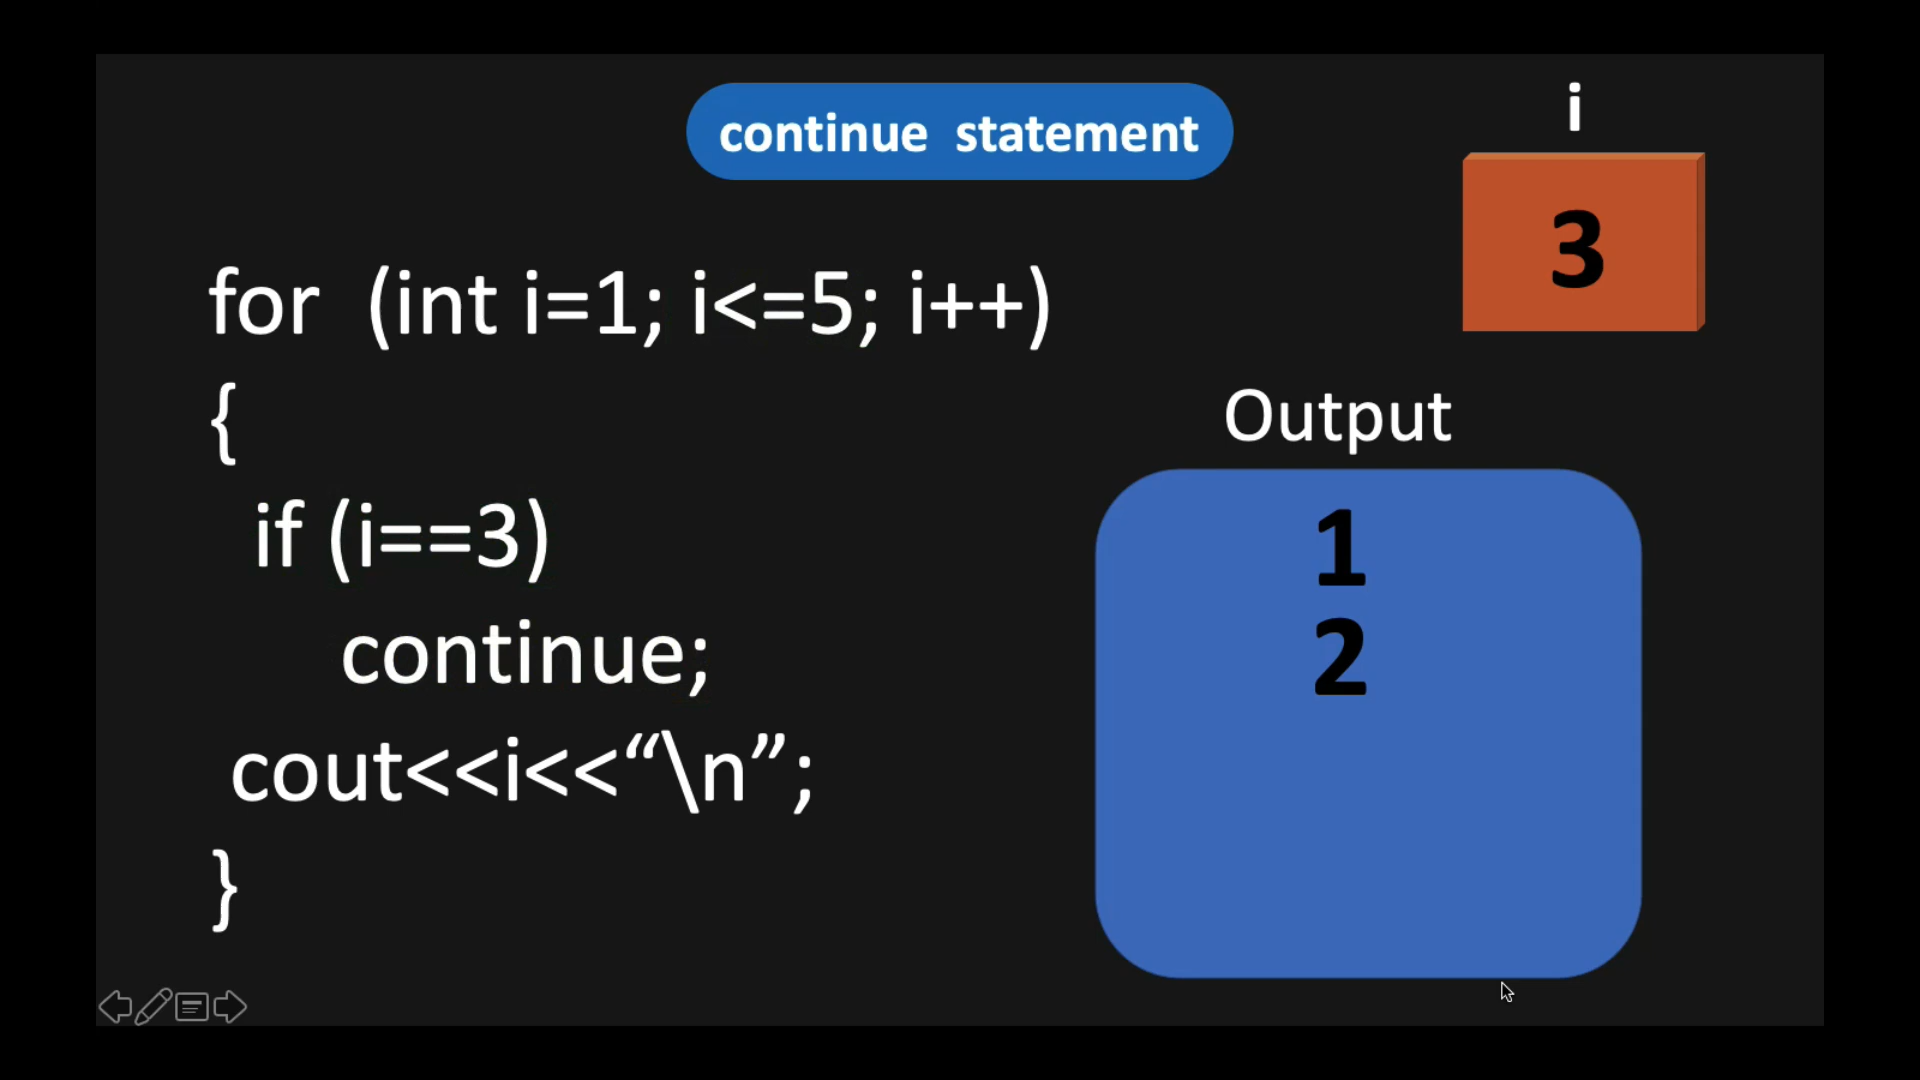 continue statement
i
3
for (int i=1; i<=5; i++)
{
if (i==3)
continue;
cout<<i<<“\n”;
}
Output
1
2